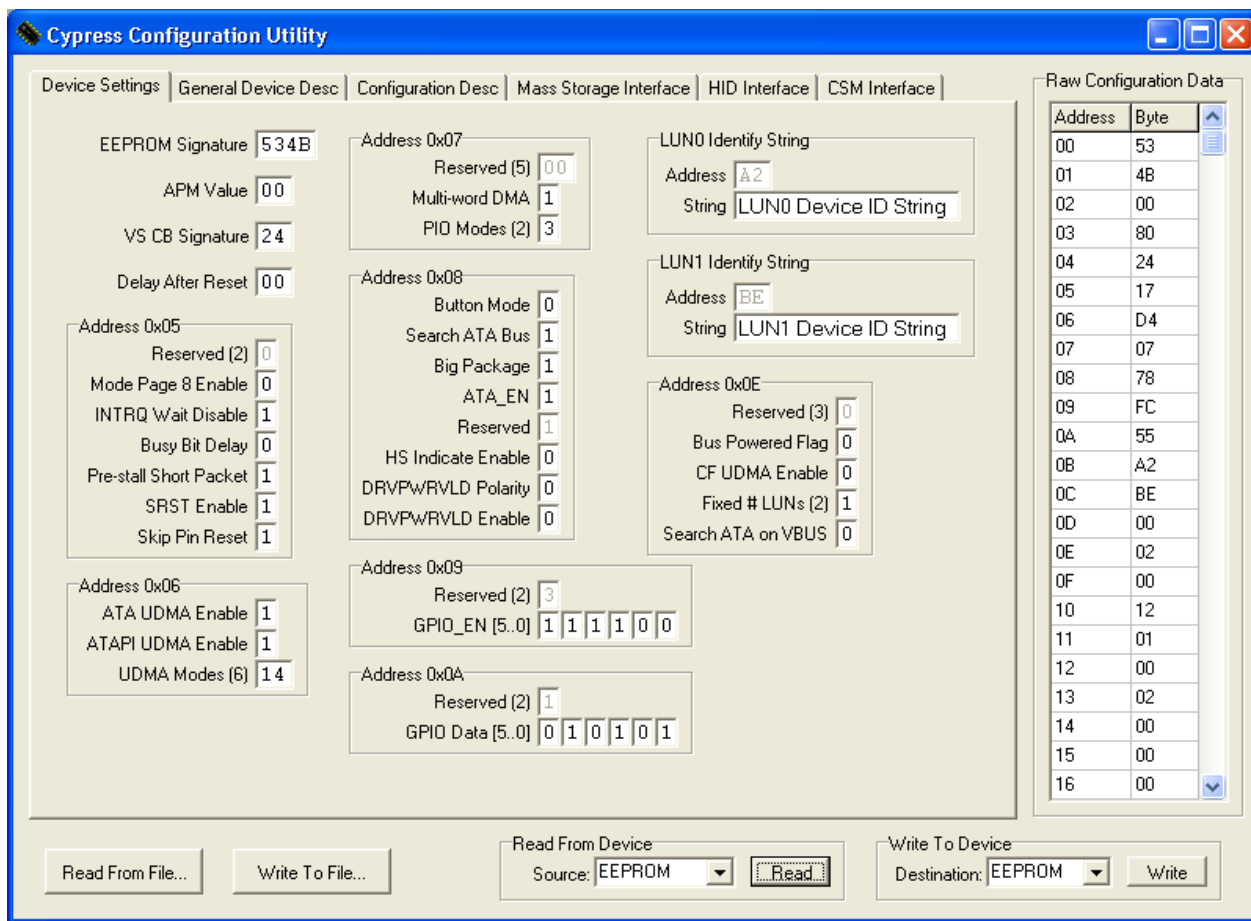 Cypress Configuration Utility
Device Settings General Device Desc Configuration Desc Mass Storage Interface HID Interface CSM Interface
EEPROM Signature 534B
APM Value 00
VS CB Signature 24
Delay After Reset 00
Address 0x05
Reserved (2) 0
Mode Page 8 Enable 0
INTRQ Wait Disable 1
Busy Bit Delay 0
Pre-stall Short Packet 1
SRST Enable 1
Skip Pin Reset 1
Address 0x06
ATA UDMA Enable 1
ATAPI UDMA Enable 1
UDMA Modes (6) 14
Address 0x07
Reserved (5) 00
Multi-word DMA 1
PIO Modes (2) 3
Address 0x08
Button Mode 0
Search ATA Bus 1
Big Package 1
ATA_EN 1
Reserved 1
HS Indicate Enable 0
DRVPWRVLD Polarity 0
DRVPWRVLD Enable 0
Address 0x09
Reserved (2) 3
GPIO_EN [5..0] 1 1 1 1 0 0
Address 0x0A
Reserved (2) 1
GPIO Data [5..0] 0 1 0 1 0 1
LUN0 Identify String
Address A2
String LUN0 Device ID String
LUN1 Identify String
Address BE
String LUN1 Device ID String
Address 0x0E
Reserved (3) 0
Bus Powered Flag 0
CF UDMA Enable 0
Fixed # LUNs (2) 1
Search ATA on VBUS 0
Raw Configuration Data
Address Byte
00 53
01 4B
02 00
03 80
04 24
05 17
06 D4
07 07
08 78
09 FC
0A 55
0B A2
0C BE
0D 00
0E 02
0F 00
10 12
11 01
12 00
13 02
14 00
15 00
16 00
Read From File... Write To File...
Read From Device
Source: EEPROM Read
Write To Device
Destination: EEPROM Write